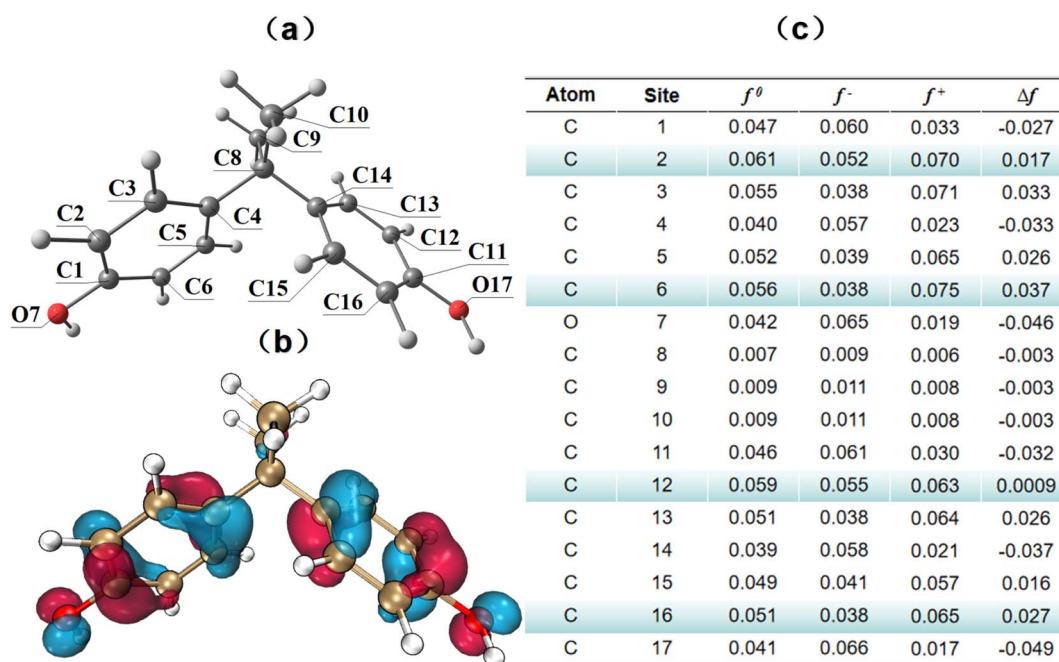 (a)
C10
C9
C8
C14
C3
C13
C2
C4
C12
C5
C11
C1
C6
C15
O17
C16
O7
(b)
(c)
Atom Site f⁰ f⁻ f⁺ Δf
C 1 0.047 0.060 0.033 -0.027
C 2 0.061 0.052 0.070 0.017
C 3 0.055 0.038 0.071 0.033
C 4 0.040 0.057 0.023 -0.033
C 5 0.052 0.039 0.065 0.026
C 6 0.056 0.038 0.075 0.037
O 7 0.042 0.065 0.019 -0.046
C 8 0.007 0.009 0.006 -0.003
C 9 0.009 0.011 0.008 -0.003
C 10 0.009 0.011 0.008 -0.003
C 11 0.046 0.061 0.030 -0.032
C 12 0.059 0.055 0.063 0.0009
C 13 0.051 0.038 0.064 0.026
C 14 0.039 0.058 0.021 -0.037
C 15 0.049 0.041 0.057 0.016
C 16 0.051 0.038 0.065 0.027
C 17 0.041 0.066 0.017 -0.049